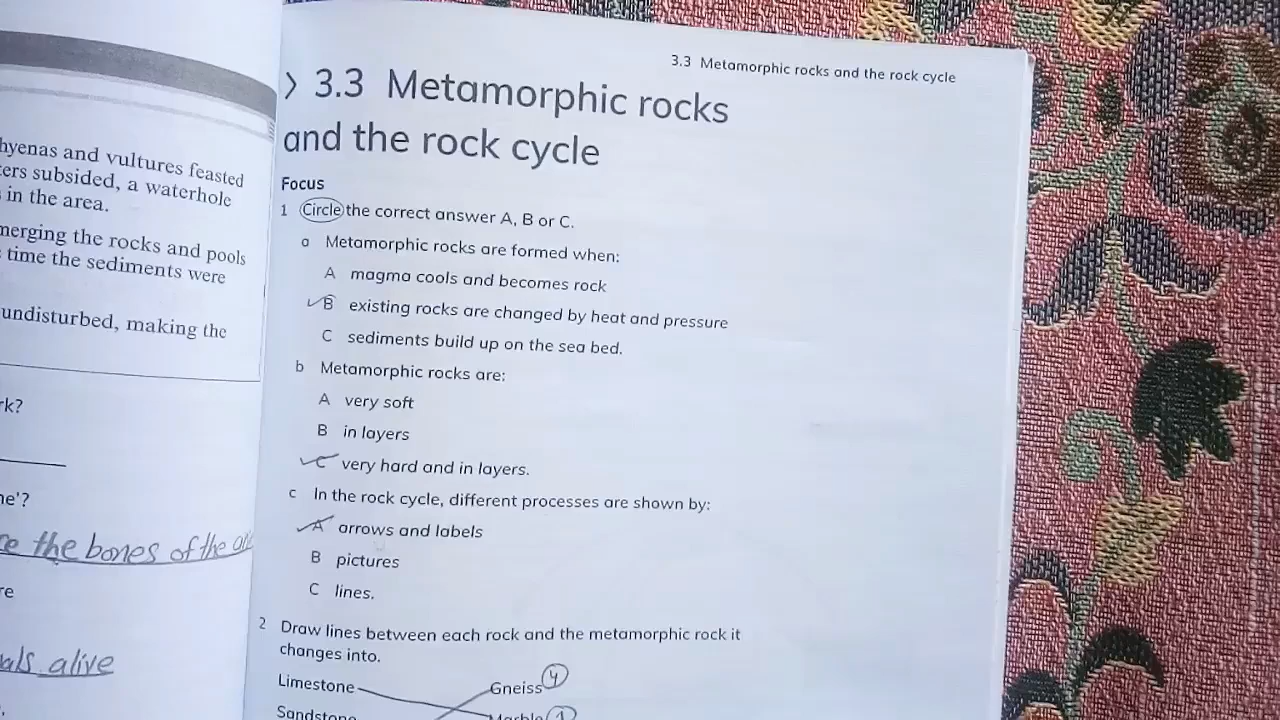 hyenas and vultures feasted
ers subsided, a waterhole
in the area.
merging the rocks and pools
time the sediments were
undisturbed, making the
rk?
ne'?
re the bones of the
re
als alive
3.3 Metamorphic rocks and the rock cycle
> 3.3 Metamorphic rocks
and the rock cycle
Focus
1 Circle the correct answer A, B or C.
a Metamorphic rocks are formed when:
A magma cools and becomes rock
B existing rocks are changed by heat and pressure
C sediments build up on the sea bed.
b Metamorphic rocks are:
A very soft
B in layers
C very hard and in layers.
c In the rock cycle, different processes are shown by:
A arrows and labels
B pictures
C lines.
2 Draw lines between each rock and the metamorphic rock it
changes into.
Limestone Gneiss 4
Sandstone Marble 1